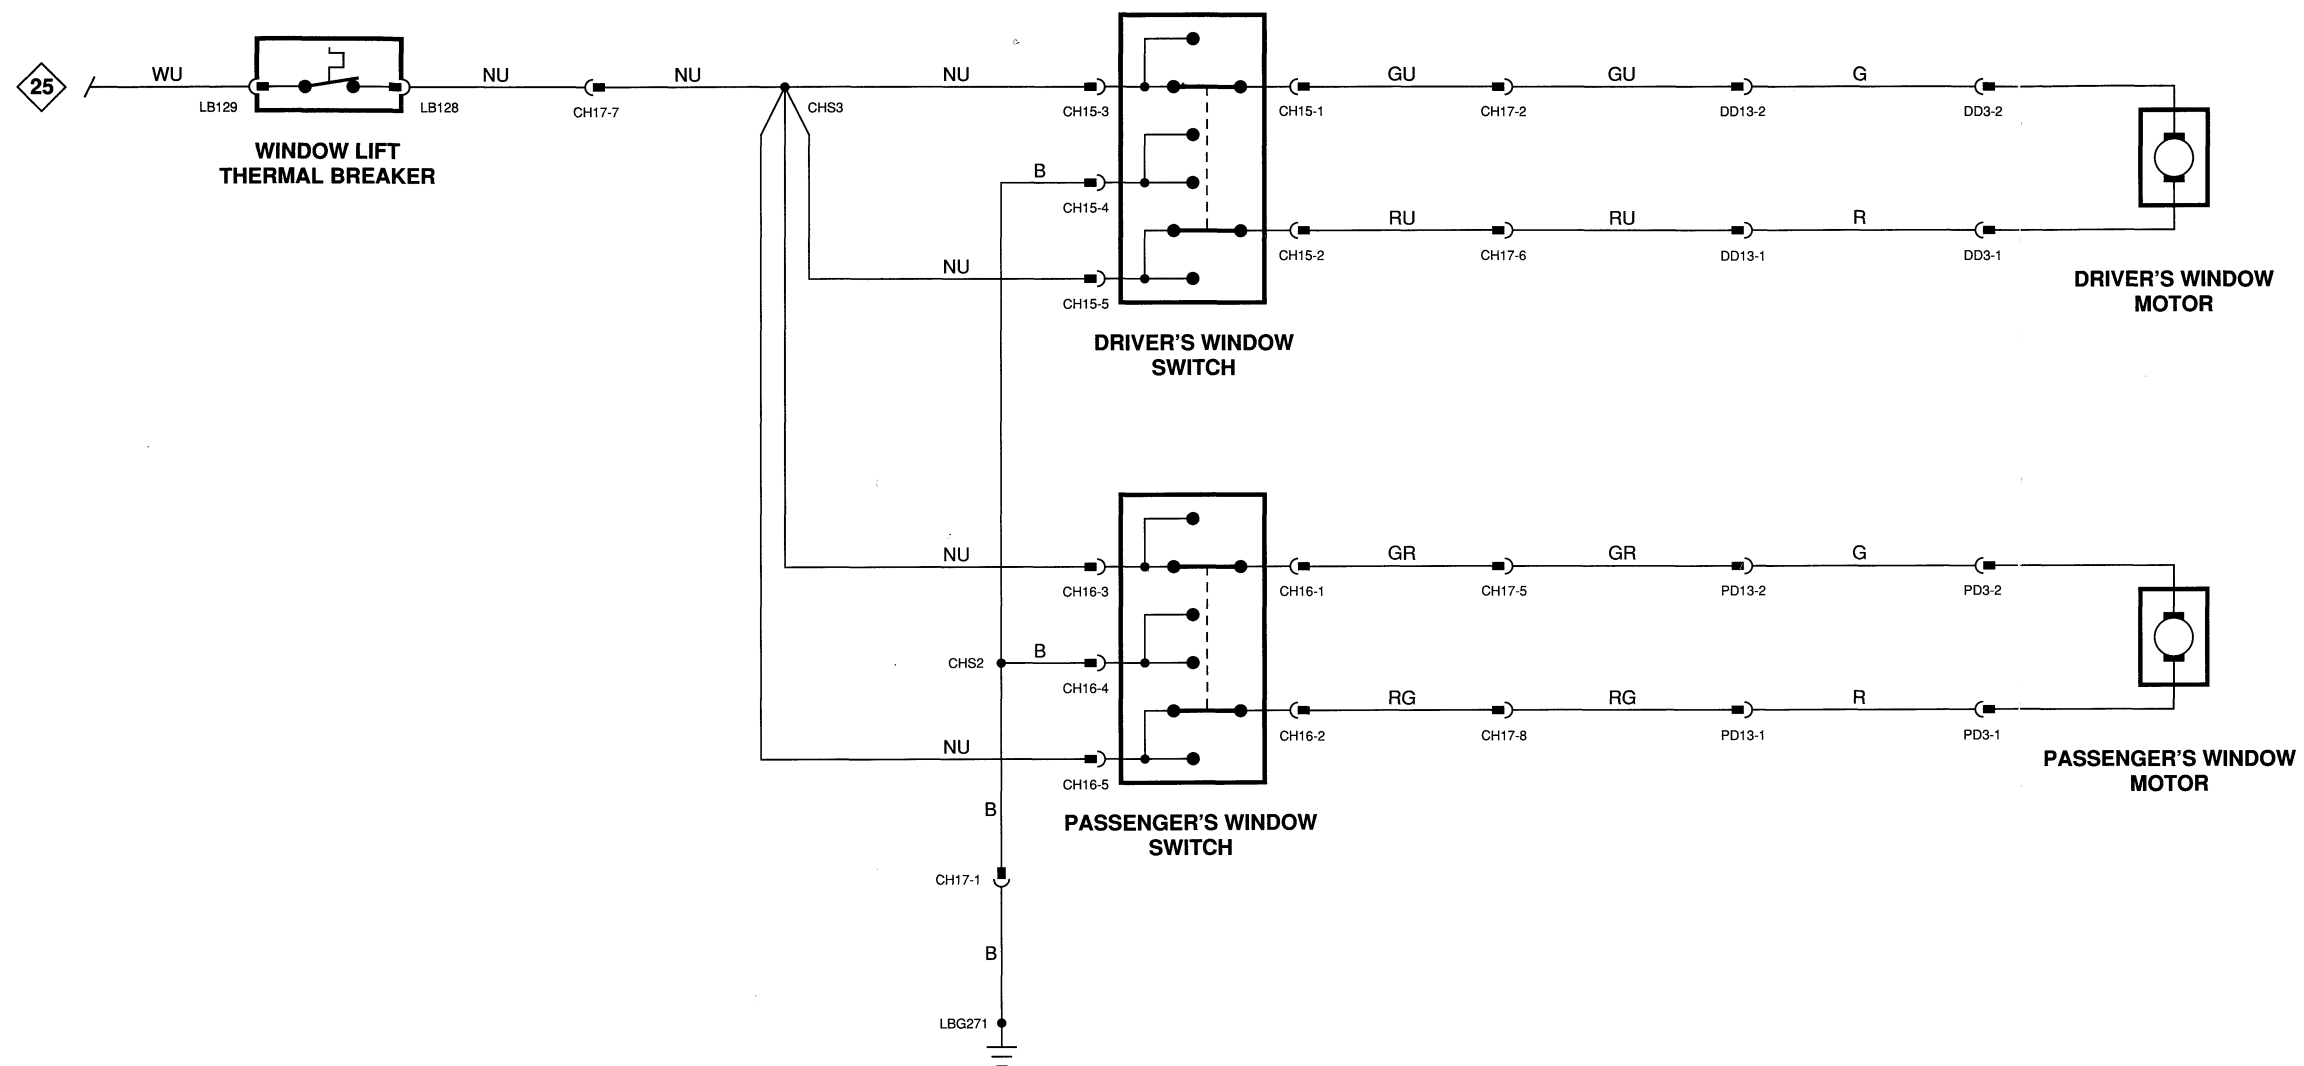 25
WU
LB129
LB128
WINDOW LIFT
THERMAL BREAKER
NU
CH17-7
NU
CHS3
NU
CH15-3
B
CH15-4
NU
CH15-5
DRIVER'S WINDOW
SWITCH
CH15-1
GU
CH17-2
GU
DD13-2
G
DD3-2
CH15-2
RU
CH17-6
RU
DD13-1
R
DD3-1
DRIVER'S WINDOW
MOTOR
NU
CH16-3
CHS2
B
CH16-4
NU
CH16-5
PASSENGER'S WINDOW
SWITCH
CH16-1
GR
CH17-5
GR
PD13-2
G
PD3-2
CH16-2
RG
CH17-8
RG
PD13-1
R
PD3-1
PASSENGER'S WINDOW
MOTOR
B
CH17-1
B
LBG271